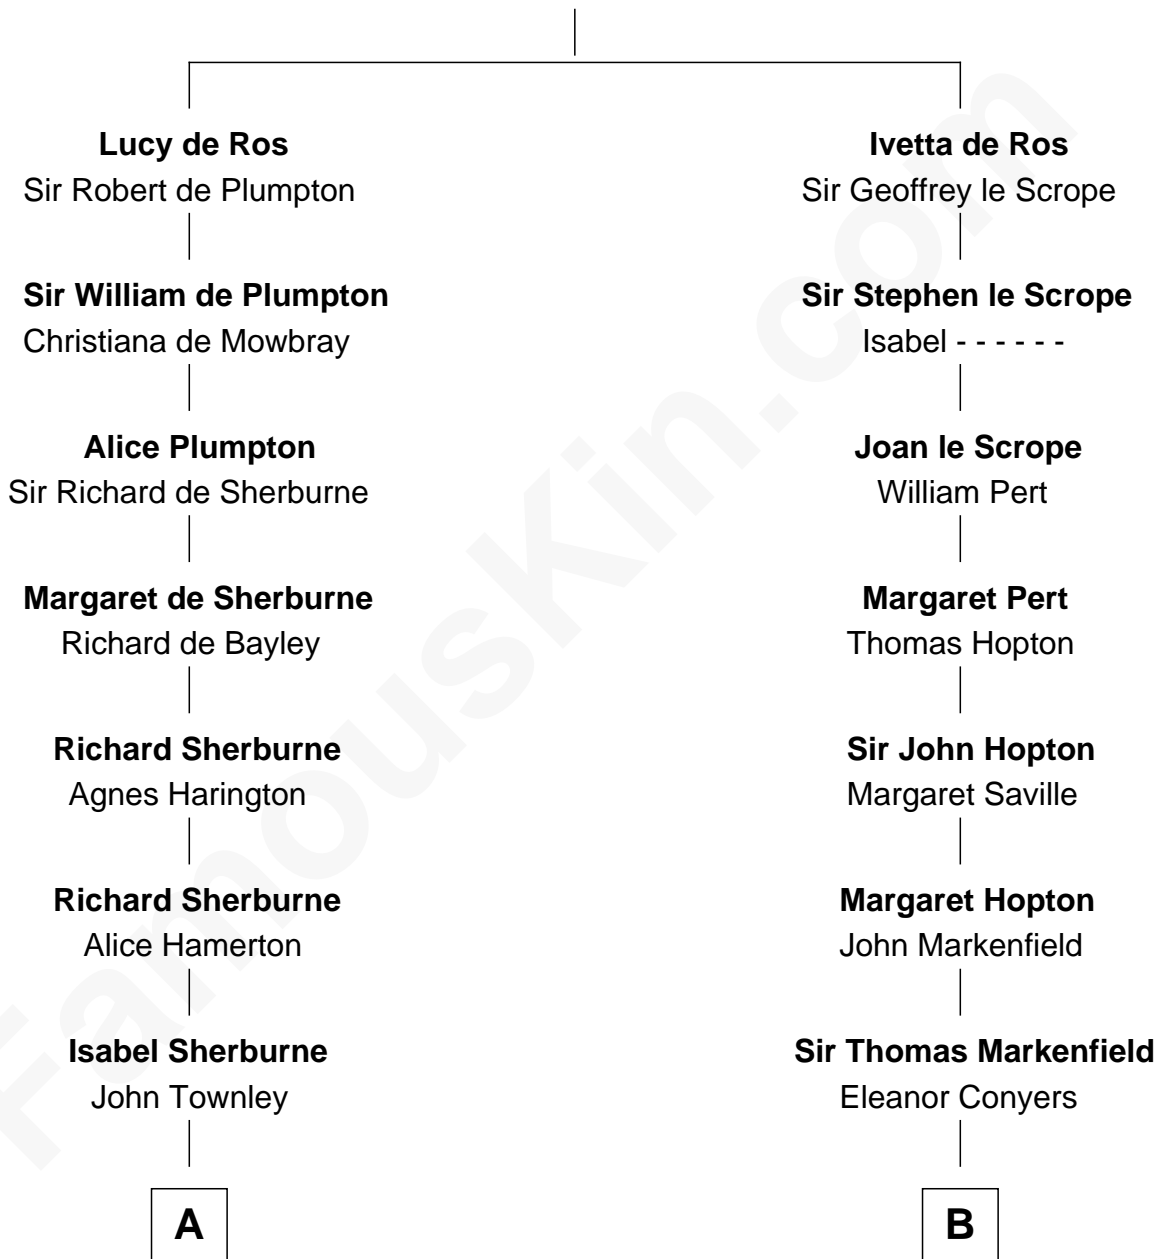 Lucy de Ros
Sir Robert de Plumpton
Sir William de Plumpton
Christiana de Mowbray
Alice Plumpton
Sir Richard de Sherburne
Margaret de Sherburne
Richard de Bayley
Richard Sherburne
Agnes Harington
Richard Sherburne
Alice Hamerton
Isabel Sherburne
John Townley
A
Ivetta de Ros
Sir Geoffrey le Scrope
Sir Stephen le Scrope
Isabel - - - - - -
Joan le Scrope
William Pert
Margaret Pert
Thomas Hopton
Sir John Hopton
Margaret Saville
Margaret Hopton
John Markenfield
Sir Thomas Markenfield
Eleanor Conyers
B
FamousKin.com